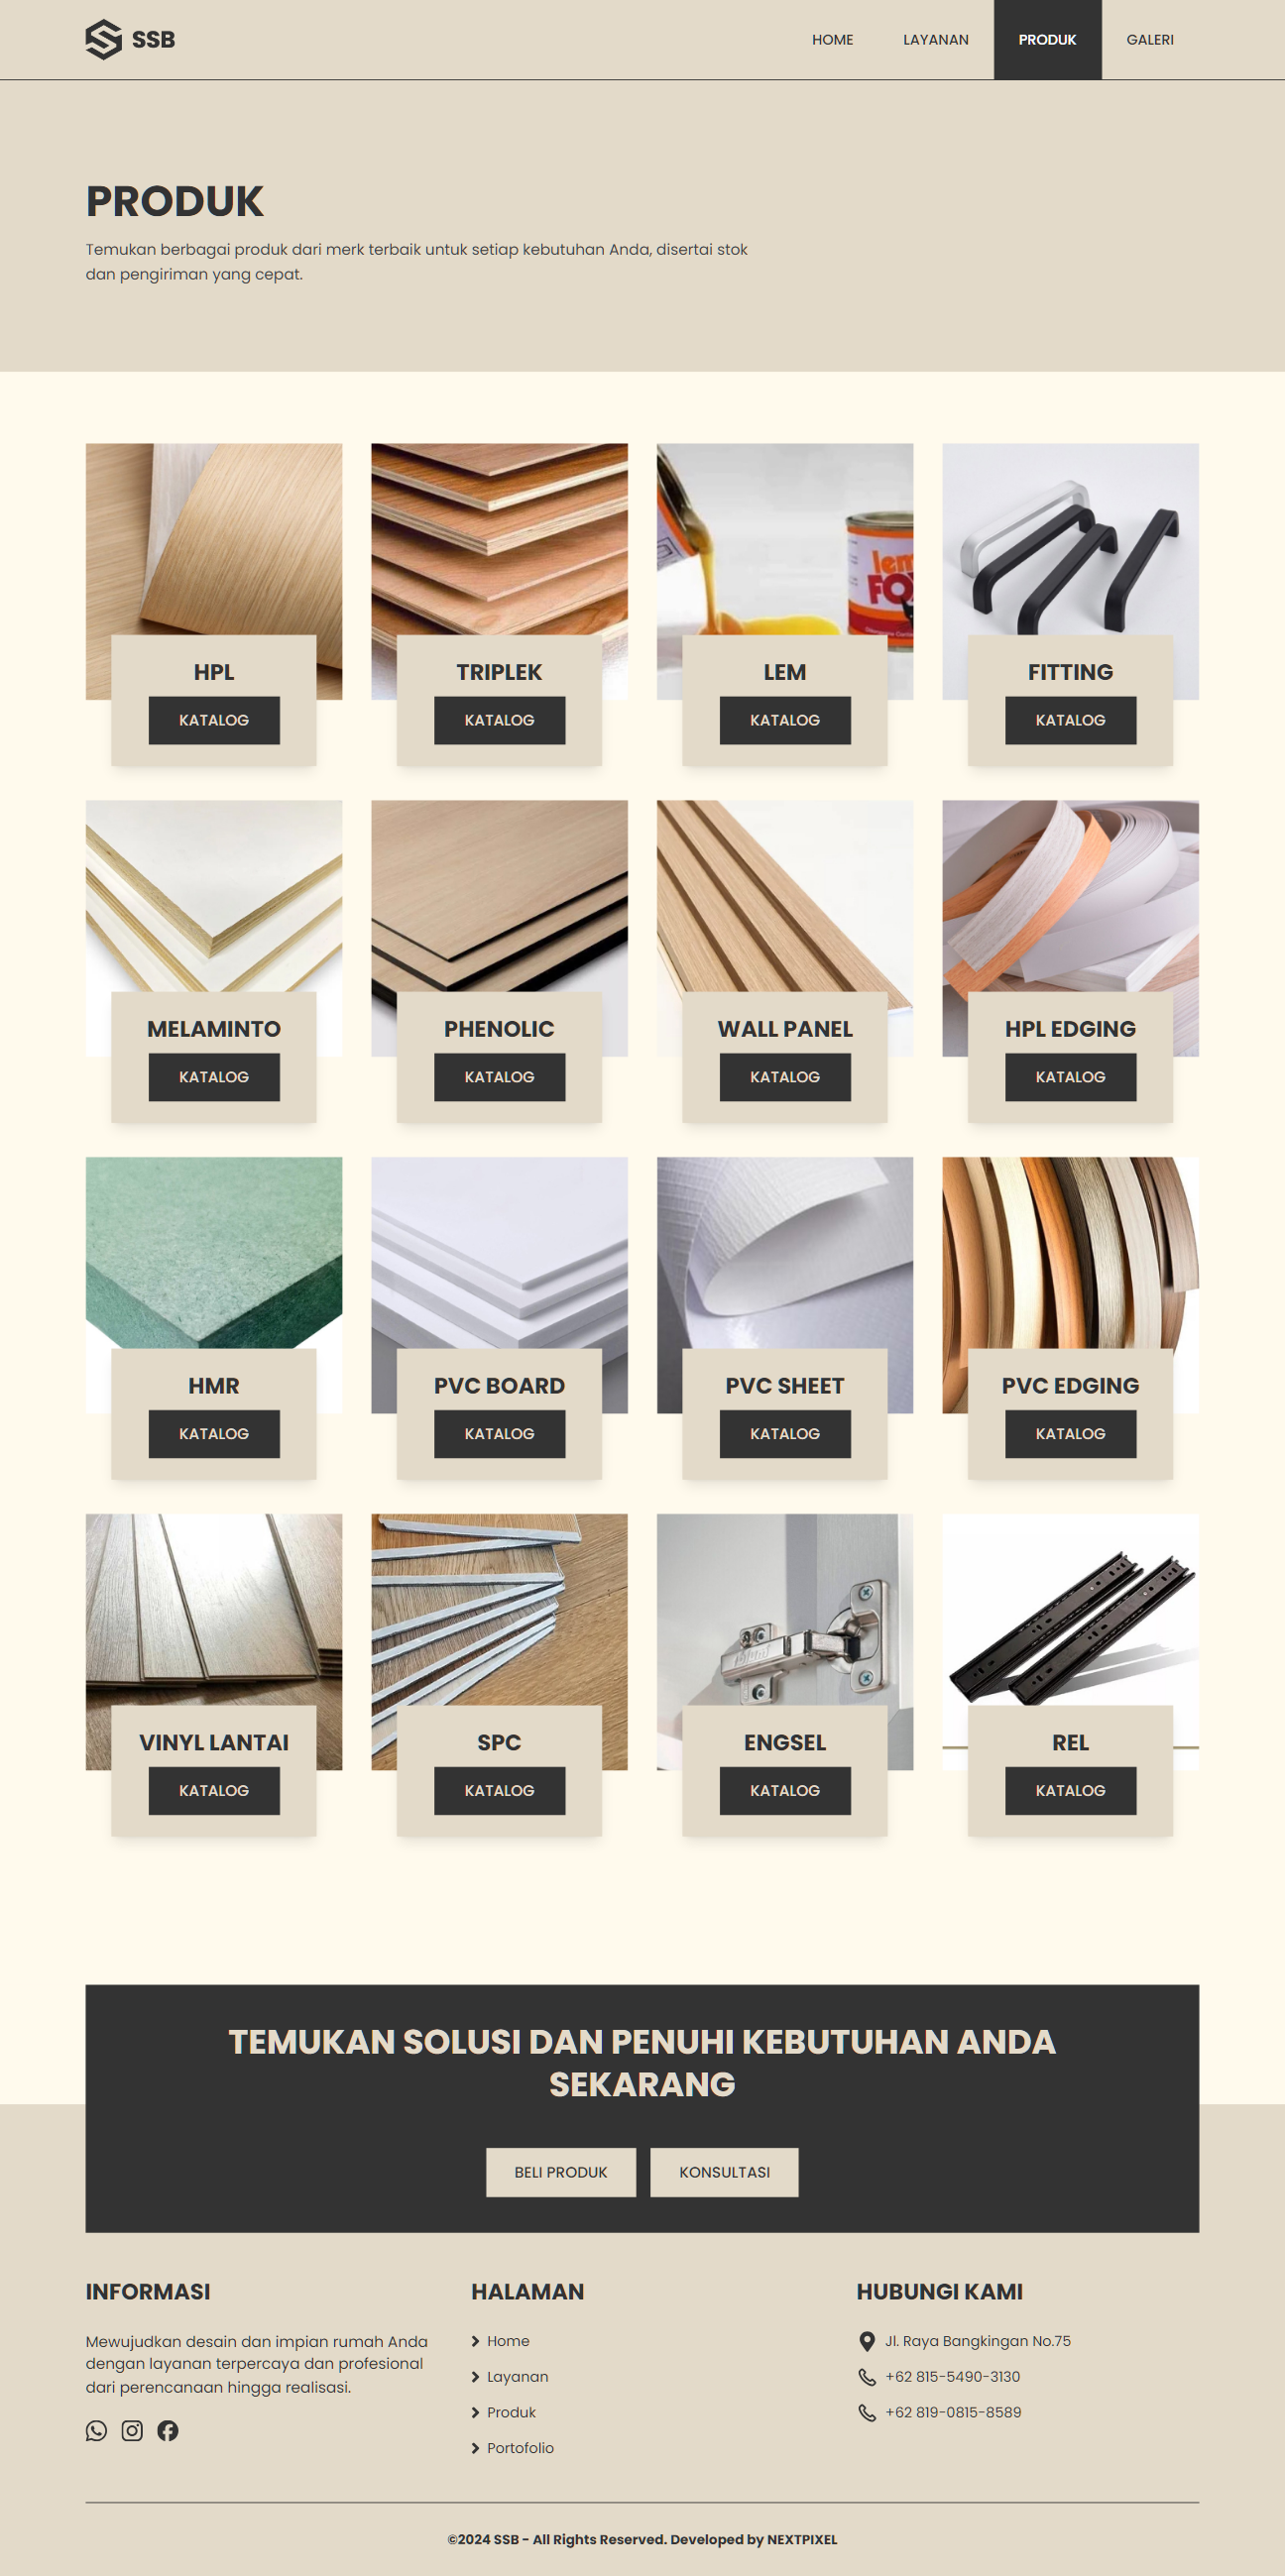 SSB
HOME
LAYANAN
PRODUK
GALERI
PRODUK
Temukan berbagai produk dari merk terbaik untuk setiap kebutuhan Anda, disertai stok
dan pengiriman yang cepat.
lem
FO
HPL
KATALOG
TRIPLEK
KATALOG
LEM
KATALOG
FITTING
KATALOG
MELAMINTO
KATALOG
PHENOLIC
KATALOG
WALL PANEL
KATALOG
HPL EDGING
KATALOG
HMR
KATALOG
PVC BOARD
KATALOG
PVC SHEET
KATALOG
PVC EDGING
KATALOG
VINYL LANTAI
KATALOG
SPC
KATALOG
ENGSEL
KATALOG
REL
KATALOG
TEMUKAN SOLUSI DAN PENUHI KEBUTUHAN ANDA
SEKARANG
BELI PRODUK
KONSULTASI
INFORMASI
Mewujudkan desain dan impian rumah Anda
dengan layanan terpercaya dan profesional
dari perencanaan hingga realisasi.
HALAMAN
Home
Layanan
Produk
Portofolio
HUBUNGI KAMI
Jl. Raya Bangkingan No.75
+62 815-5490-3130
+62 819-0815-8589
©2024 SSB - All Rights Reserved. Developed by NEXTPIXEL